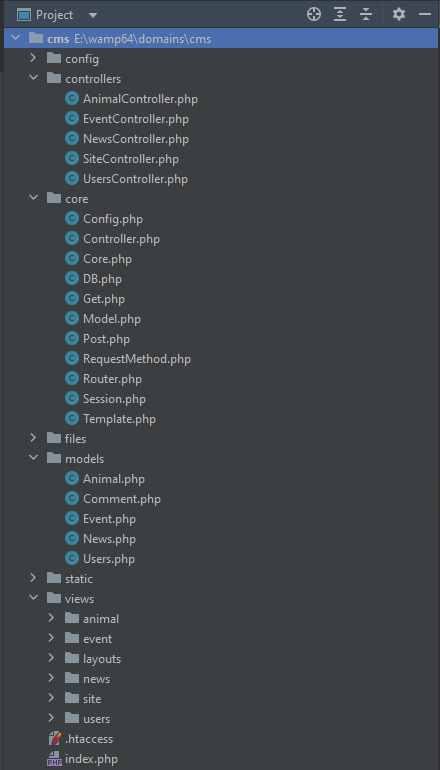 Project
cms E:\wamp64\domains\cms
config
controllers
AnimalController.php
EventController.php
NewsController.php
SiteController.php
UsersController.php
core
Config.php
Controller.php
Core.php
DB.php
Get.php
Model.php
Post.php
RequestMethod.php
Router.php
Session.php
Template.php
files
models
Animal.php
Comment.php
Event.php
News.php
Users.php
static
views
animal
event
layouts
news
site
users
.htaccess
index.php